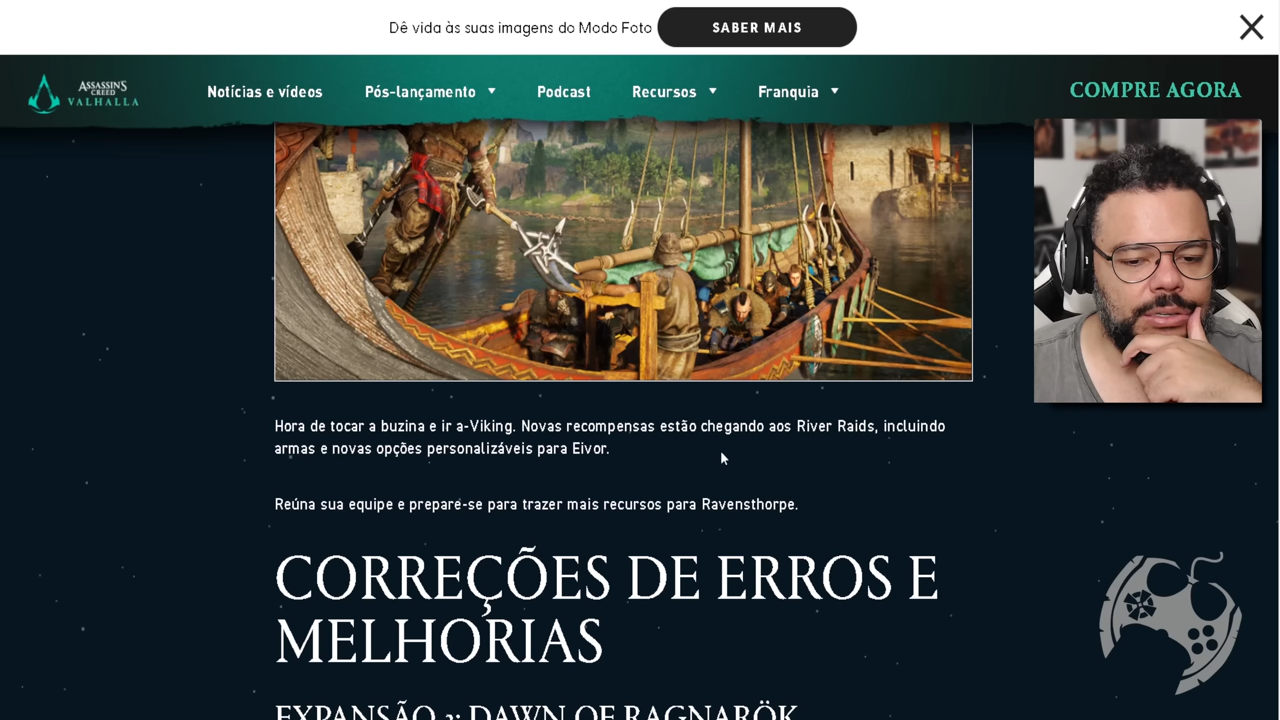 Dê vida às suas imagens do Modo Foto
SABER MAIS
ASSASSIN'S
CREED
VALHALLA
Notícias e vídeos
Pós-lançamento
Podcast
Recursos
Franquia
COMPRE AGORA
Hora de tocar a buzina e ir a-Viking. Novas recompensas estão chegando aos River Raids, incluindo
armas e novas opções personalizáveis para Eivor.
Reúna sua equipe e prepare-se para trazer mais recursos para Ravensthorpe.
CORREÇÕES DE ERROS E
MELHORIAS
EXPANSÃO 3: DAWN OF RAGNARÖK